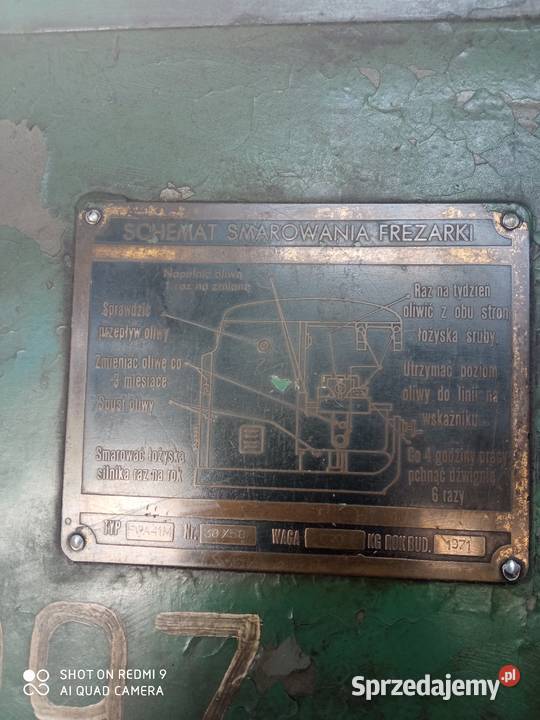 SCHEMAT SMAROWANIA FREZARKI
Napełnić oliwą
1 raz na zmianę
Sprawdzić
przepływ oliwy
Zmieniać oliwę co
3 miesiące
Spust oliwy
Smarować łożyska
silnika raz na rok
Raz na tydzień
oliwić z obu stron
łożyska śruby.
Utrzymać poziom
oliwy do linii na
wskaźniku
Co 4 godziny pracy
pchnąć dźwignię
6 razy
TYP Nr. WAGA KG ROK BUD. 1971
97
SHOT ON REDMI 9
AI QUAD CAMERA
Sprzedajemy.pl